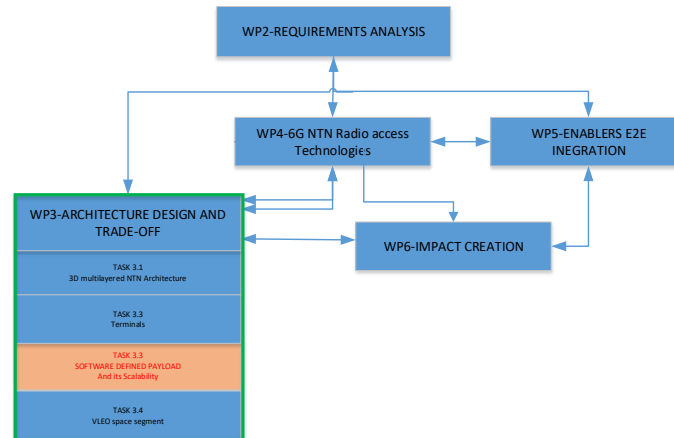 WP2-REQUIREMENTS ANALYSIS
WP4-6G NTN Radio access
Technologies
WP5-ENABLERS E2E
INEGRATION
WP3-ARCHITECTURE DESIGN AND
TRADE-OFF
WP6-IMPACT CREATION
TASK 3.1
3D multilayered NTN Architecture
TASK 3.3
Terminals
TASK 3.3
SOFTWARE DEFINED PAYLOAD
And its Scalability
TASK 3.4
VLEO space segment